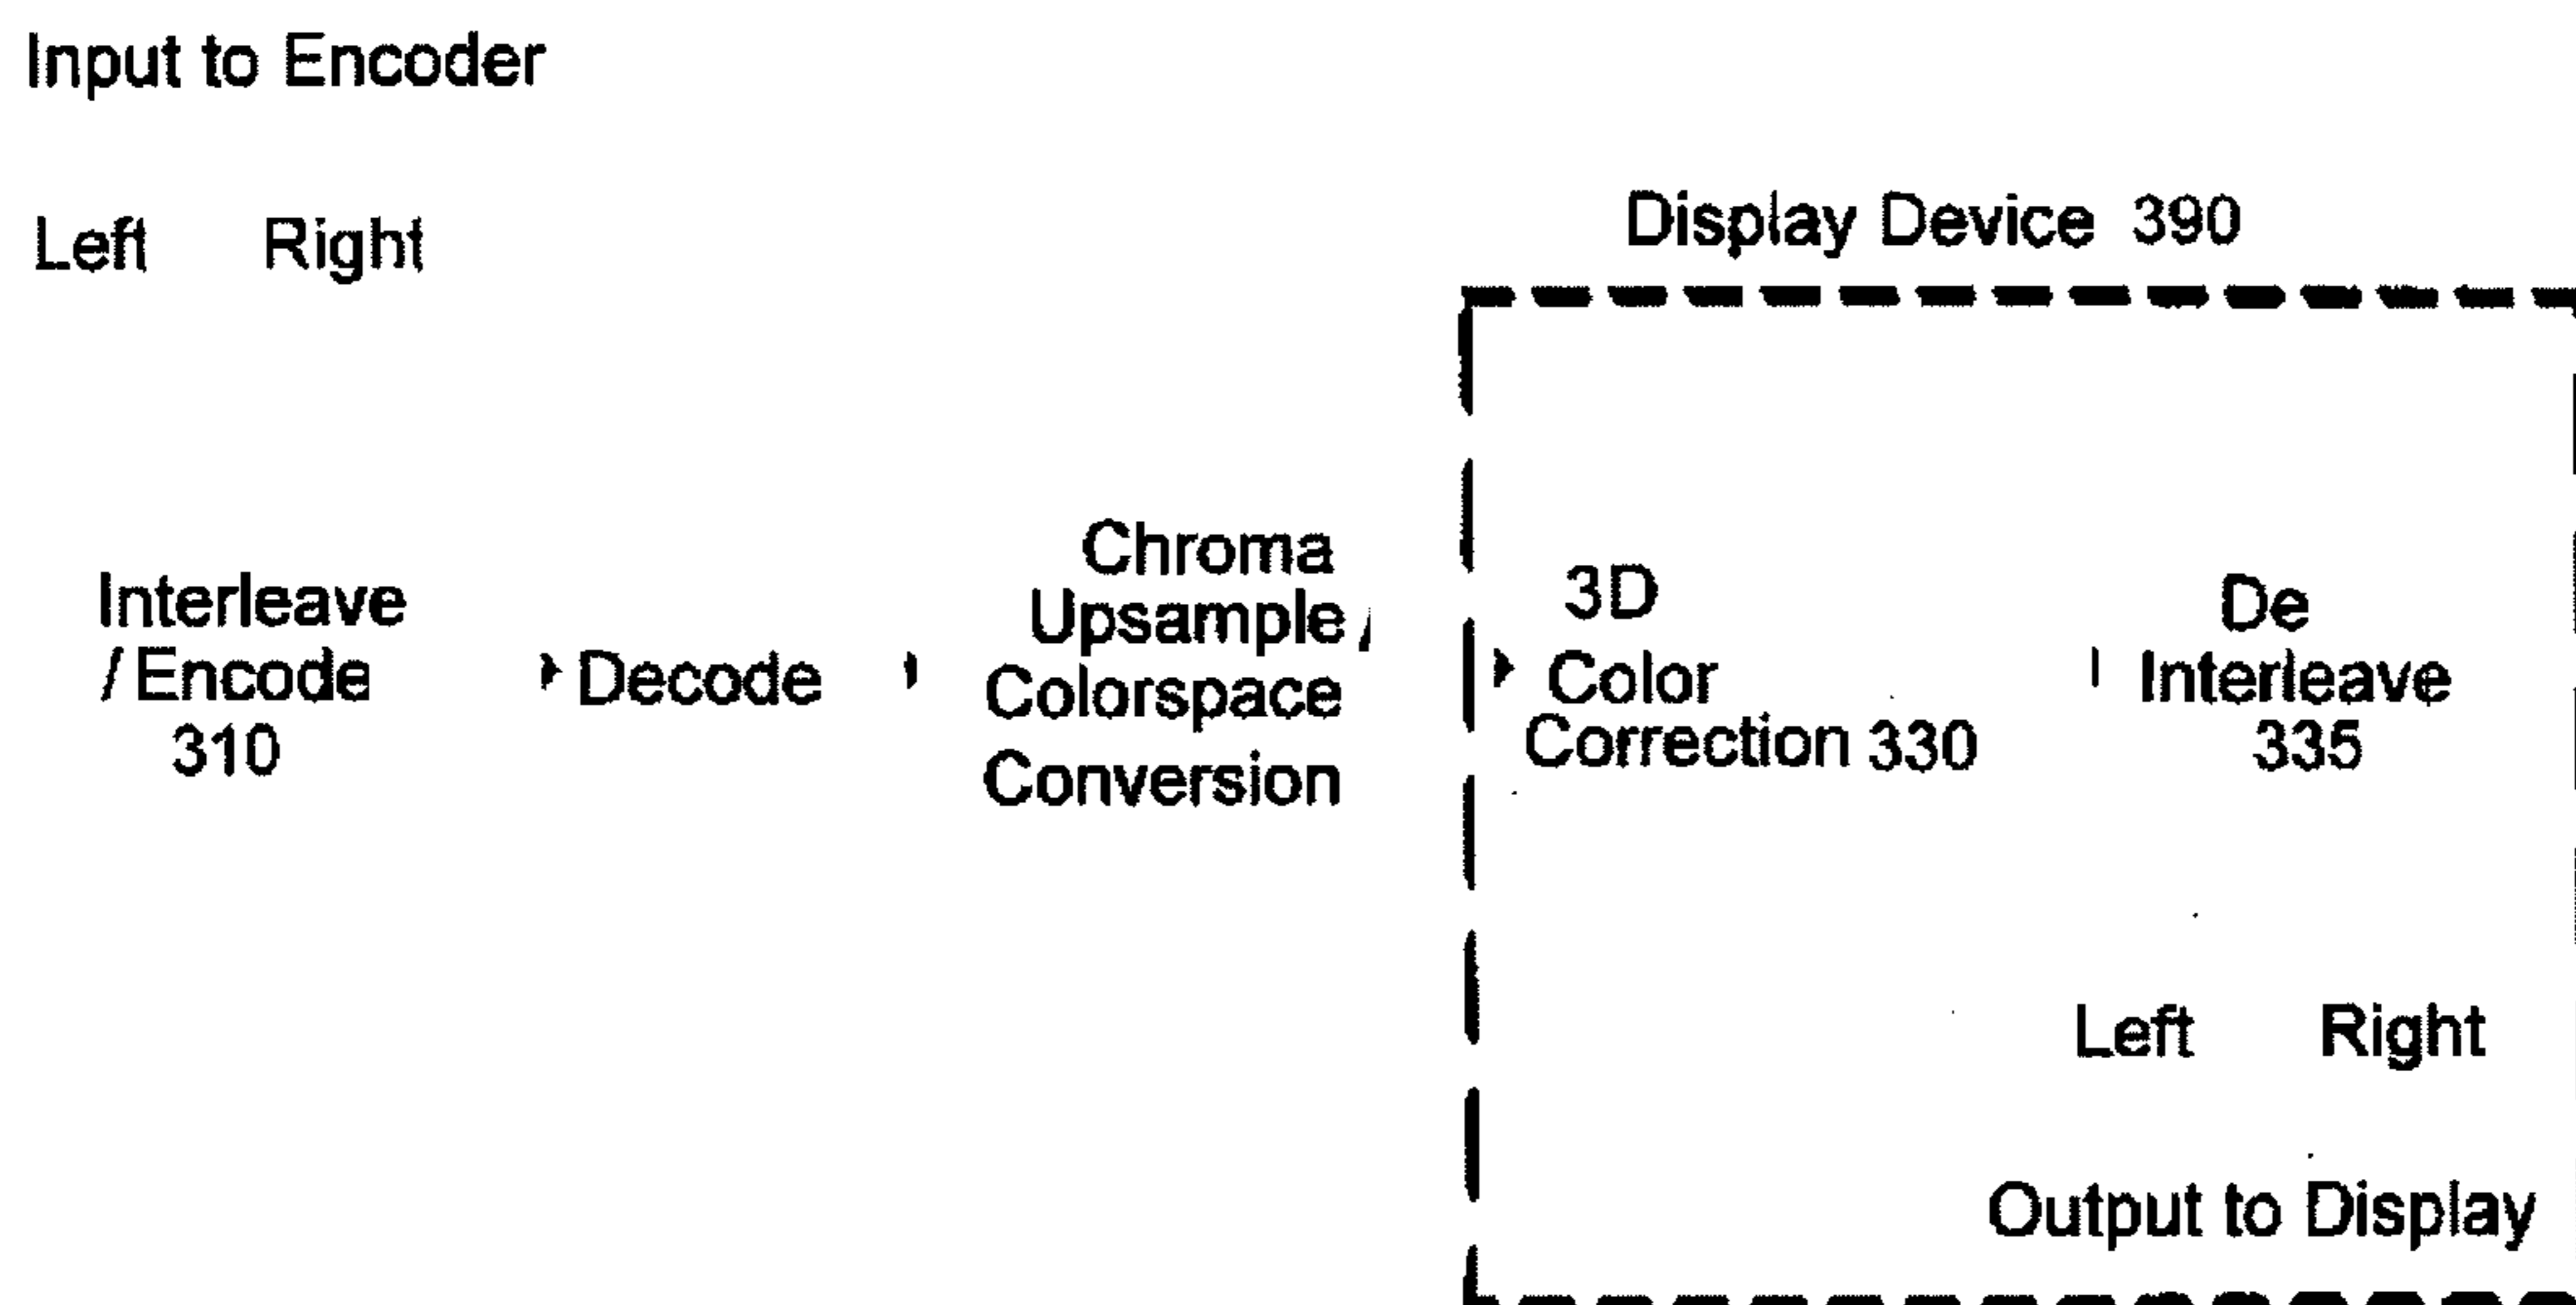 Input to Encoder
Left Right
Display Device 390
Interleave
/ Encode
310
Decode
Chroma
Upsample /
Colorspace
Conversion
3D
Color
Correction 330
De
Interleave
335
Left Right
Output to Display